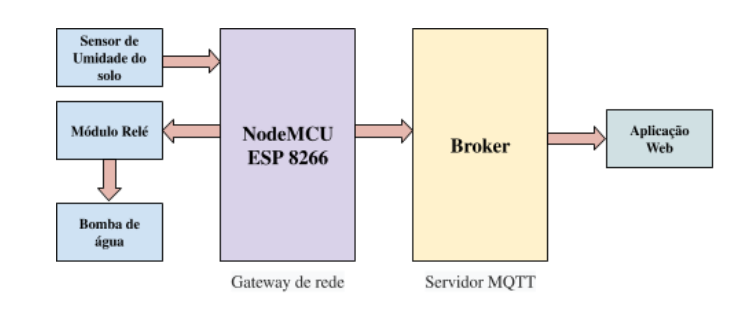 Sensor de
Umidade do
solo
Módulo Relé
Bomba de
água
NodeMCU
ESP 8266
Gateway de rede
Broker
Servidor MQTT
Aplicação
Web